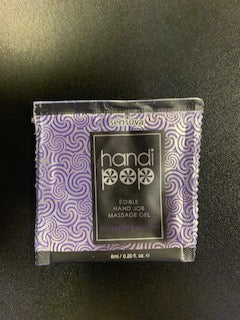 sensuva
handi
pop
EDIBLE
HAND JOB
MASSAGE GEL
6ml / 0.20 fl. oz. e